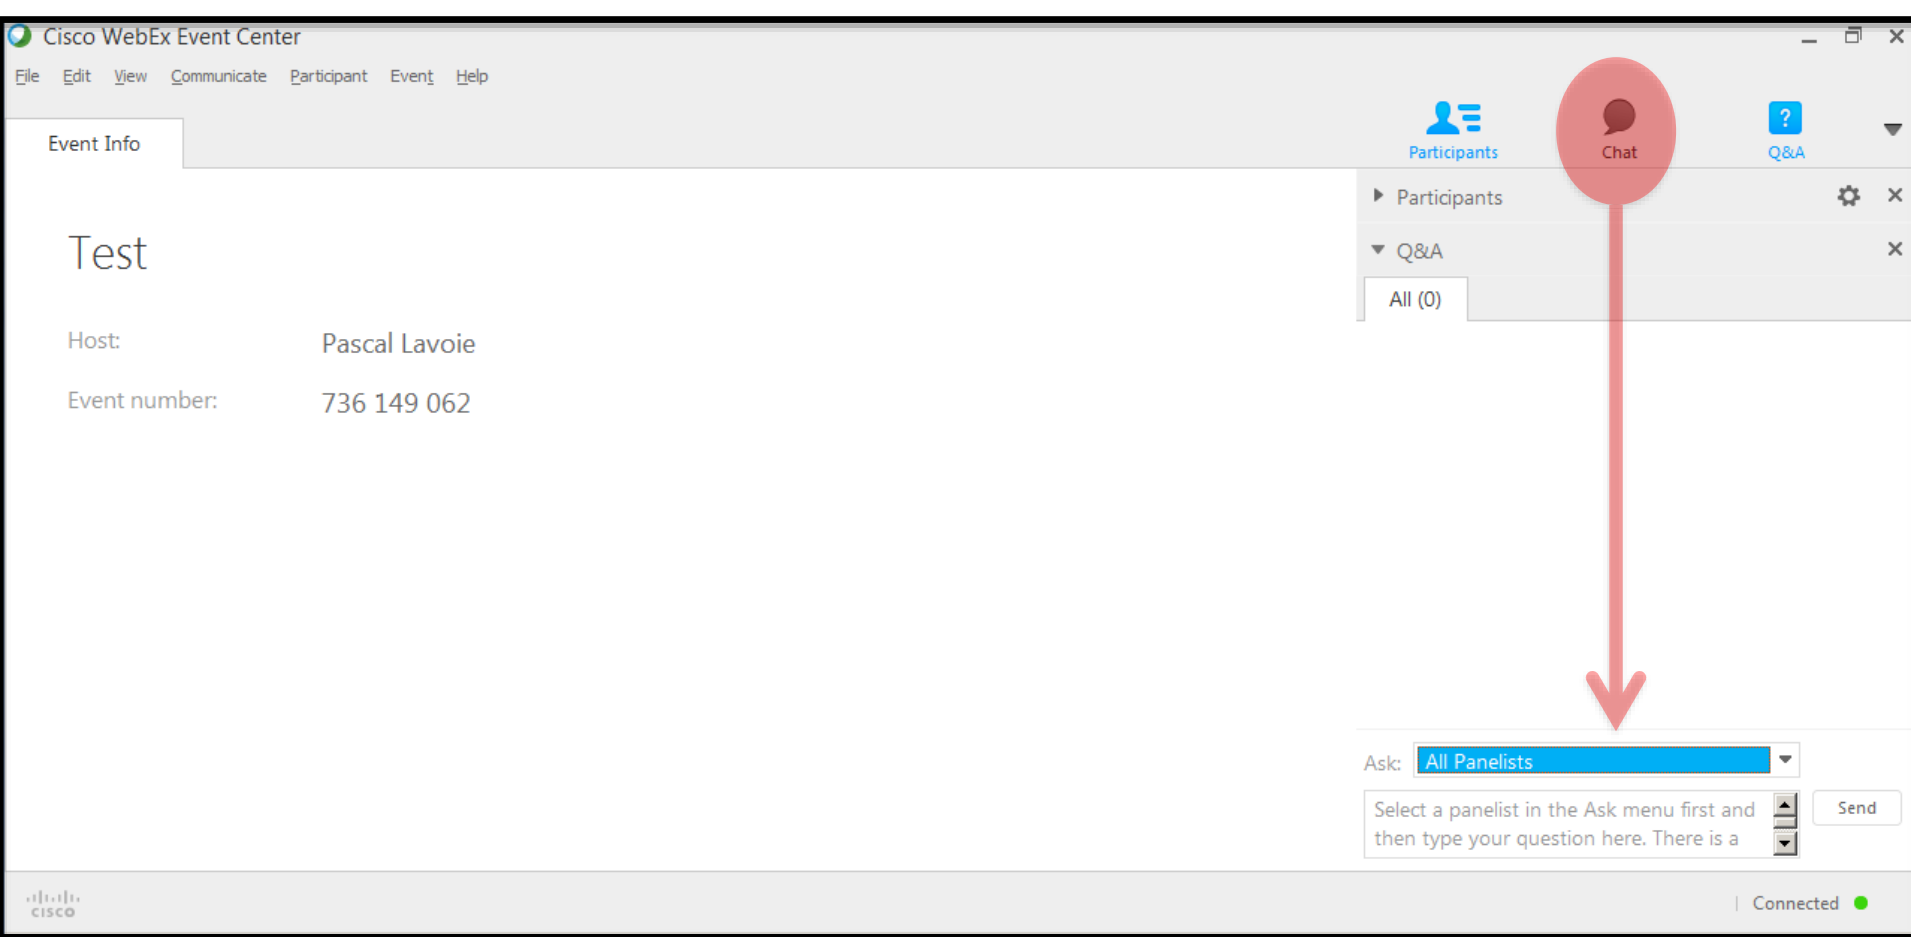 Cisco WebEx Event Center
File Edit View Communicate Participant Event Help
Participants Chat ? Q&A
Event Info
Participants
Q&A
All (0)
Test
Host: Pascal Lavoie
Event number: 736 149 062
Ask: All Panelists
Select a panelist in the Ask menu first and
then type your question here. There is a
Send
CISCO
Connected